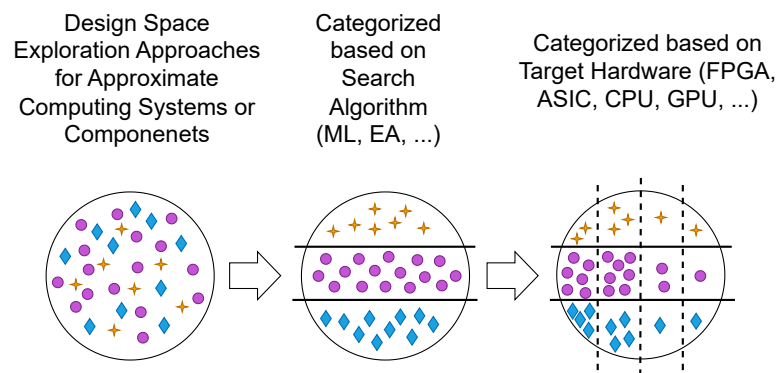 Design Space
Exploration Approaches
for Approximate
Computing Systems or
Componenets
Categorized
based on
Search
Algorithm
(ML, EA, ...)
Categorized based on
Target Hardware (FPGA,
ASIC, CPU, GPU, ...)